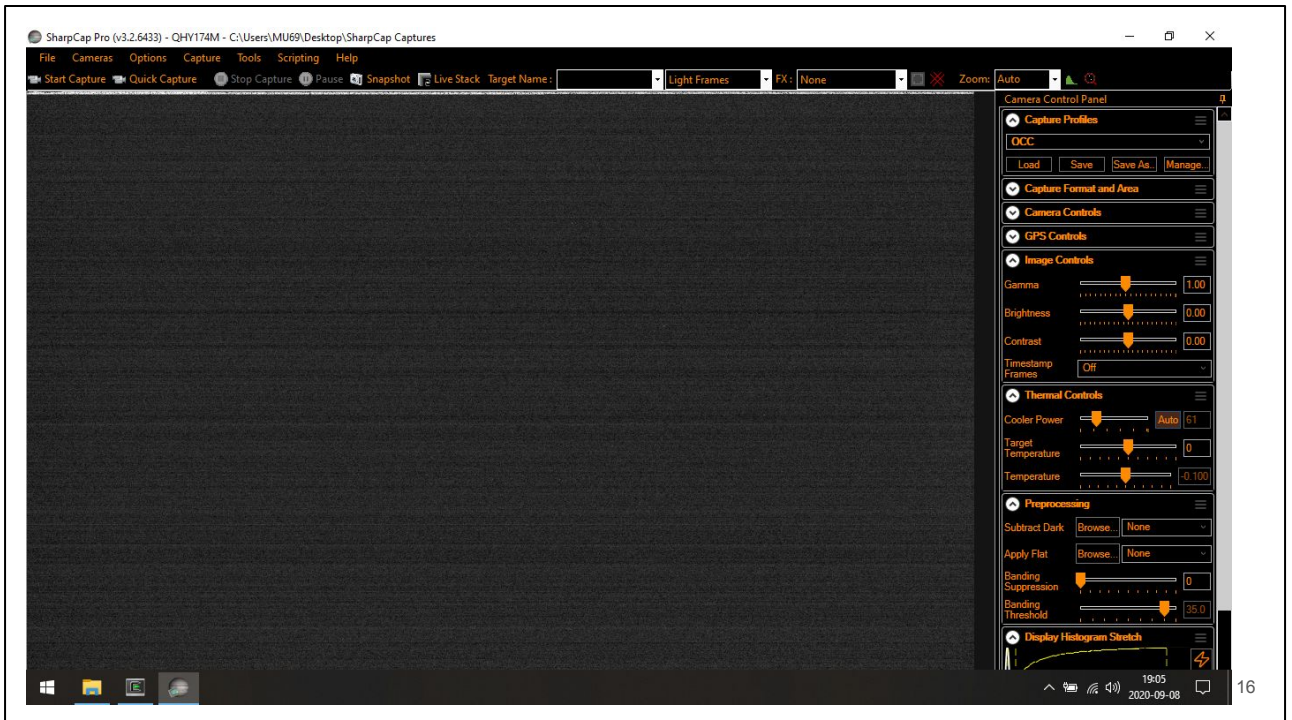 SharpCap Pro (v3.2.6433) - QHY174M - C:\Users\MU69\Desktop\SharpCap Captures
File Cameras Options Capture Tools Scripting Help
Start Capture Quick Capture Stop Capture Pause Snapshot Live Stack Target Name : Light Frames FX : None Zoom: Auto
Camera Control Panel
Capture Profiles
OCC
Load Save Save As.. Manage..
Capture Format and Area
Camera Controls
GPS Controls
Image Controls
Gamma 1.00
Brightness 0.00
Contrast 0.00
Timestamp
Frames Off
Thermal Controls
Cooler Power Auto 61
Target
Temperature 0
Temperature -0.100
Preprocessing
Subtract Dark Browse.. None
Apply Flat Browse.. None
Banding
Suppression 0
Banding
Threshold 35.0
Display Histogram Stretch
19:05
2020-09-08
16